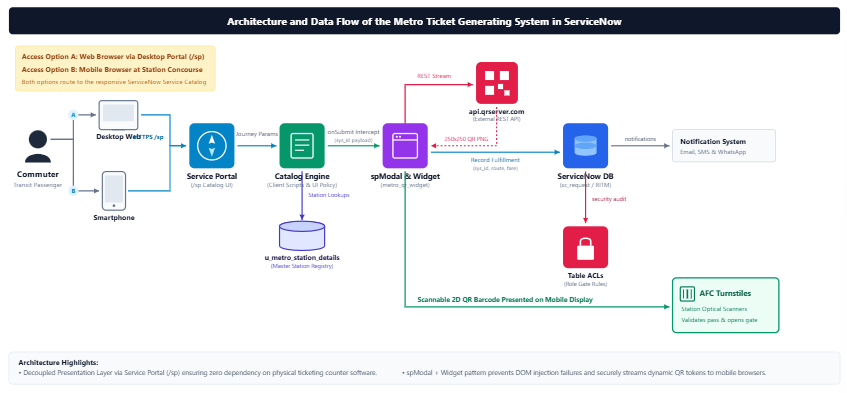 Architecture and Data Flow of the Metro Ticket Generating System in ServiceNow
Access Option A: Web Browser via Desktop Portal (/sp)
Access Option B: Mobile Browser at Station Concourse
Both options route to the responsive ServiceNow Service Catalog
REST Stream
api.qrserver.com
(External REST API)
A
Desktop Web
HTTPS /sp
Journey Params
onSubmit Intercept
(sys_id payload)
250x250 QR PNG
Record Fulfillment
(sys_id, route, fare)
notifications
Notification System
Email, SMS & WhatsApp
Commuter
Transit Passenger
B
Smartphone
Service Portal
(/sp Catalog UI)
Catalog Engine
(Client Scripts & UI Policy)
spModal & Widget
(metro_qr_widget)
ServiceNow DB
(sc_request / RITM)
Station Lookups
security audit
u_metro_station_details
(Master Station Registry)
Table ACLs
(Role Gate Rules)
Scannable 2D QR Barcode Presented on Mobile Display
AFC Turnstiles
Station Optical Scanners
Validates pass & opens gate
Architecture Highlights:
• Decoupled Presentation Layer via Service Portal (/sp) ensuring zero dependency on physical ticketing counter software.
• spModal + Widget pattern prevents DOM injection failures and securely streams dynamic QR tokens to mobile browsers.